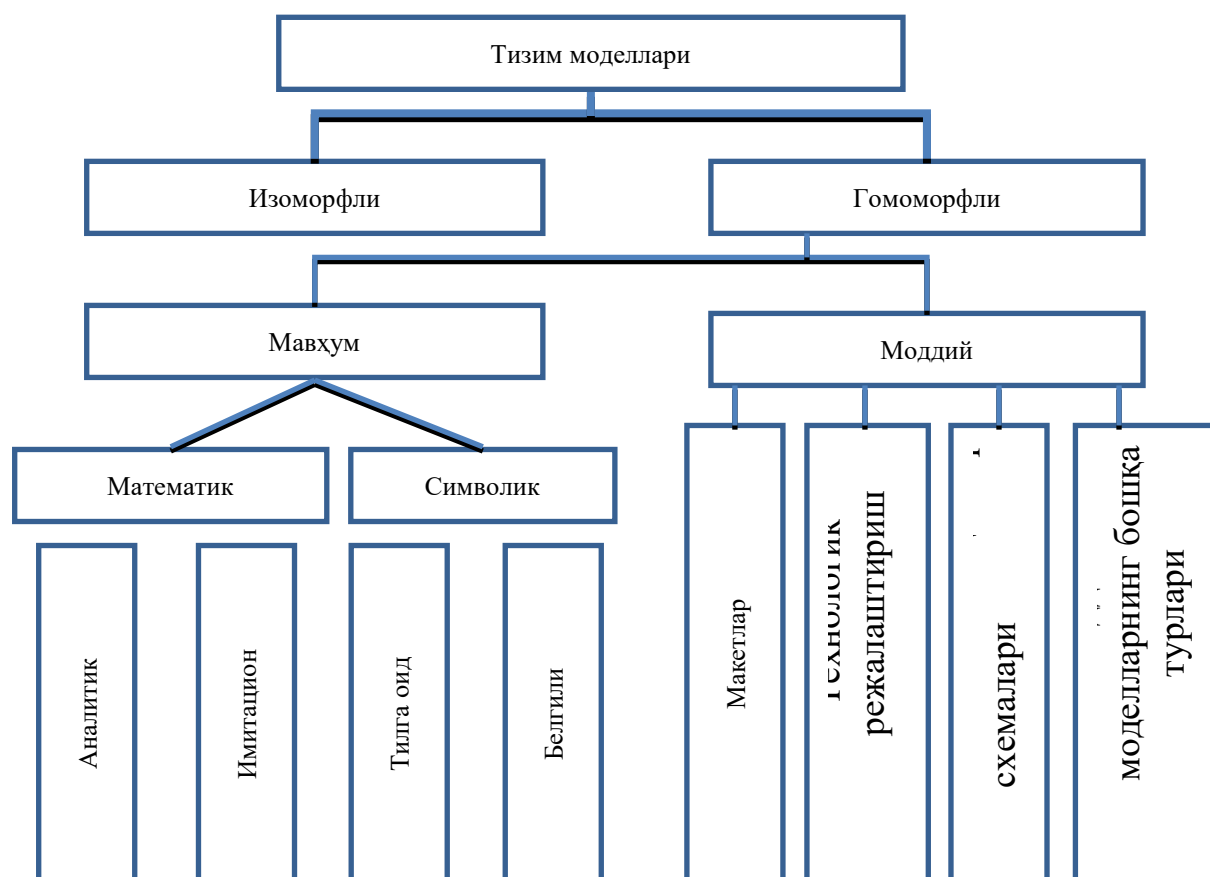 Тизим моделлари
Изоморфли
Гомоморфли
Мавҳум
Моддий
Математик
Символик
Аналитик
Имитацион
Тилга оид
Белгили
Макетлар
Технологик
режалаштириш
схемалари
моделларнинг бошқа
турлари